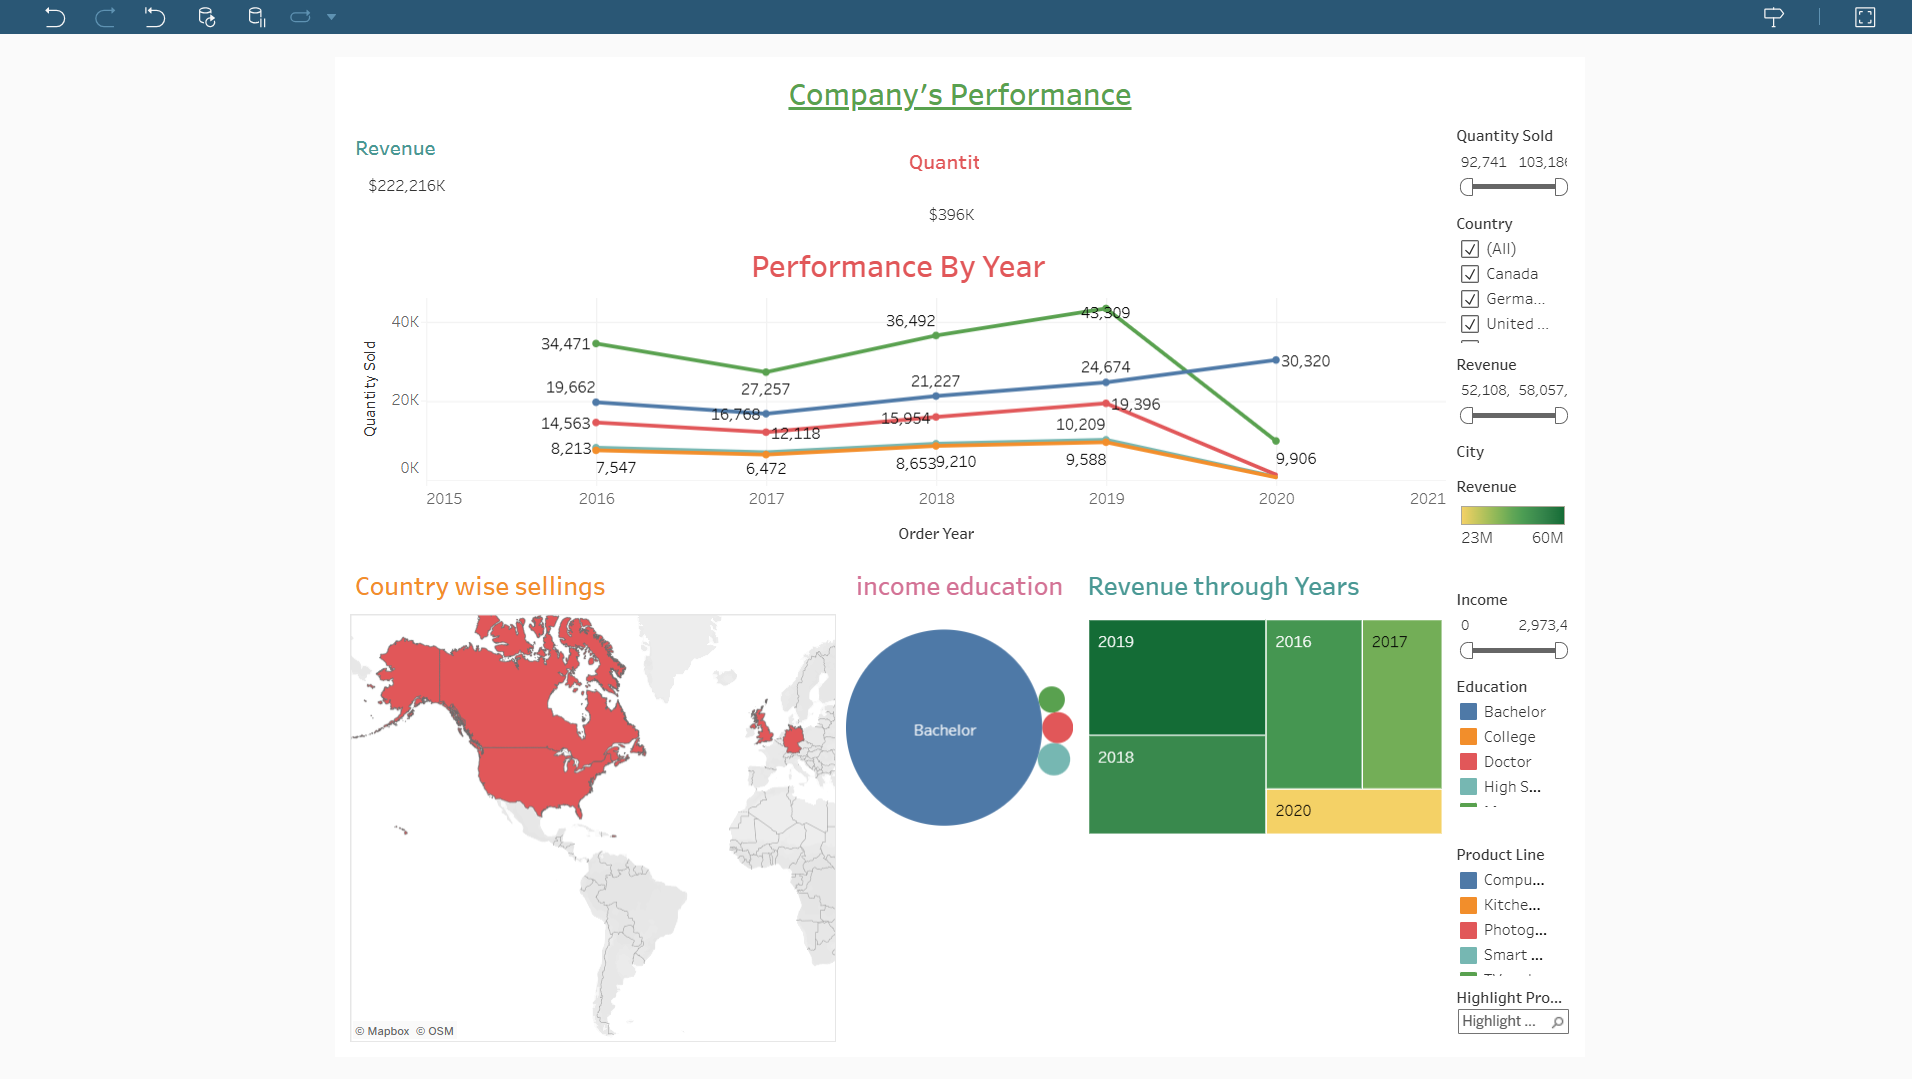 Company's Performance
Revenue
$222,216K
Quantit
$396K
Performance By Year
Quantity Sold
40K
20K
0K
34,471
27,257
36,492
43,309
9,906
19,662
16,768
21,227
24,674
30,320
14,563
12,118
15,954
19,396
8,213
9,210
10,209
7,547
6,472
8,653
9,588
2015
2016
2017
2018
2019
2020
2021
Order Year
Country wise sellings
© Mapbox © OSM
income education
Bachelor
Revenue through Years
2019
2016
2017
2018
2020
Quantity Sold
92,741 103,18
Country
(All)
Canada
Germa...
United ...
Revenue
52,108, 58,057,
City
Revenue
23M 60M
Income
0 2,973,4
Education
Bachelor
College
Doctor
High S...
Product Line
Compu...
Kitche...
Photog...
Smart ...
Highlight Pro...
Highlight ...